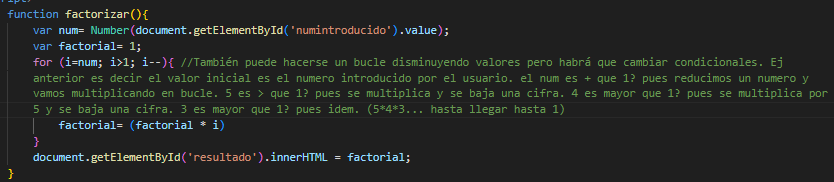 ript>
function factorizar(){
var num= Number(document.getElementById('numintroducido').value);
var factorial= 1;
for (i=num; i>1; i--){ //También puede hacerse un bucle disminuyendo valores pero habrá que cambiar condicionales. Ej
anterior es decir el valor inicial es el numero introducido por el usuario. el num es + que 1? pues reducimos un numero y
vamos multiplicando en bucle. 5 es > que 1? pues se multiplica y se baja una cifra. 4 es mayor que 1? pues se multiplica por
5 y se baja una cifra. 3 es mayor que 1? pues idem. (5*4*3... hasta llegar hasta 1)
factorial= (factorial * i)
}
document.getElementById('resultado').innerHTML = factorial;
}